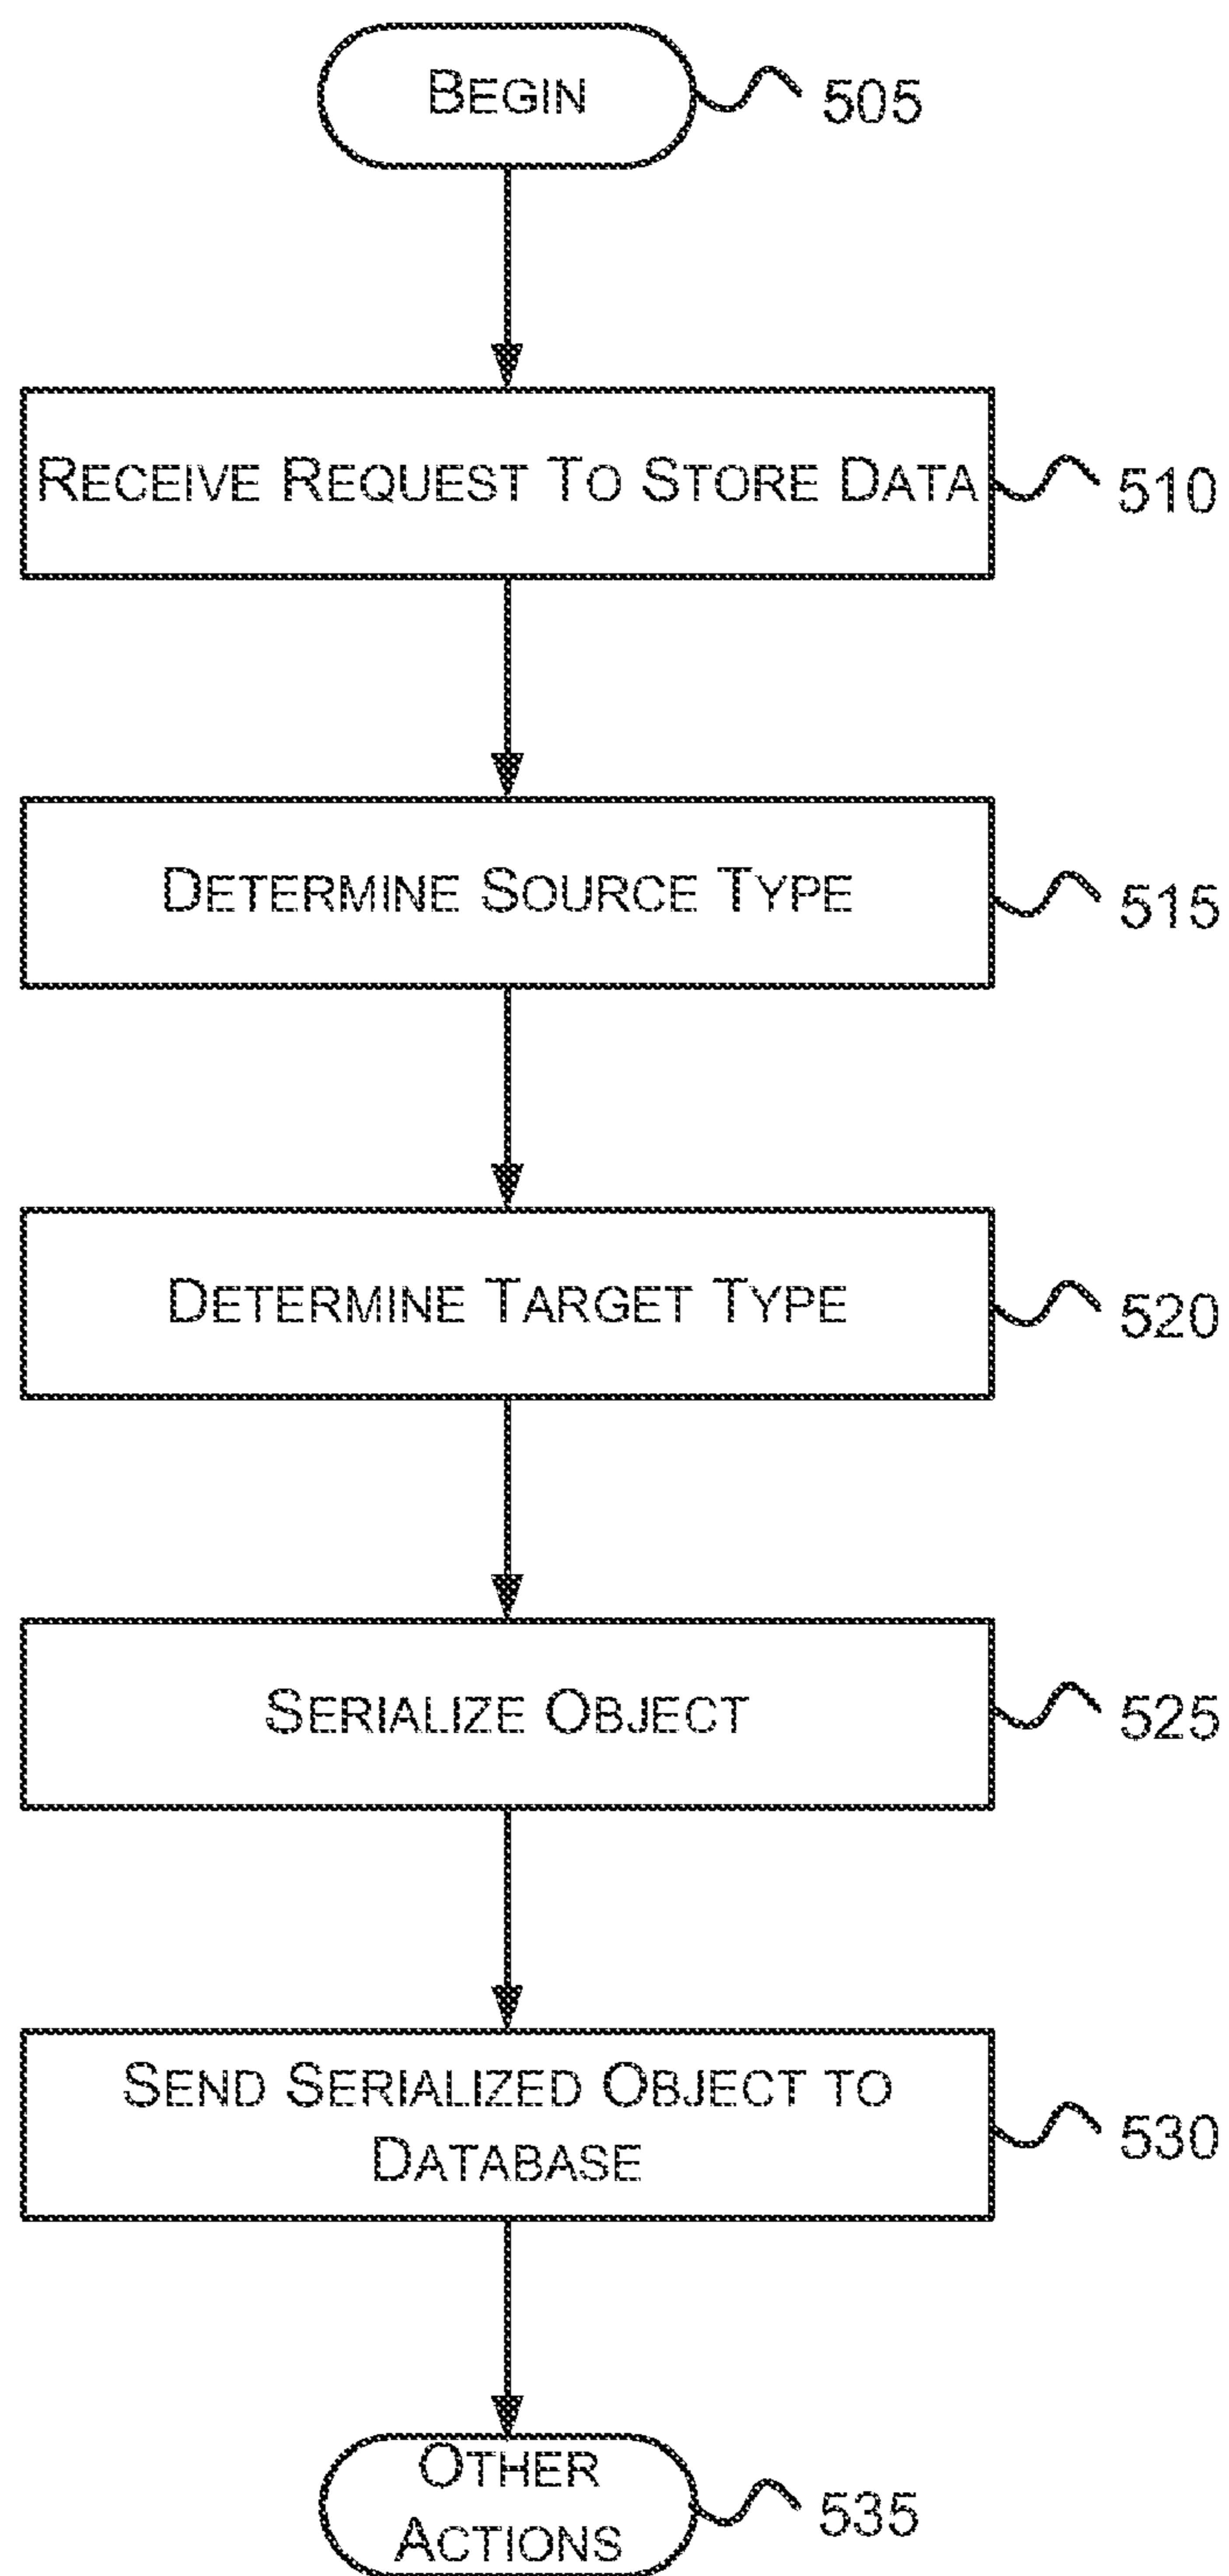 BEGIN
505
RECEIVE REQUEST TO STORE DATA
510
DETERMINE SOURCE TYPE
515
DETERMINE TARGET TYPE
520
SERIALIZE OBJECT
525
SEND SERIALIZED OBJECT TO
DATABASE
530
OTHER
ACTIONS
535